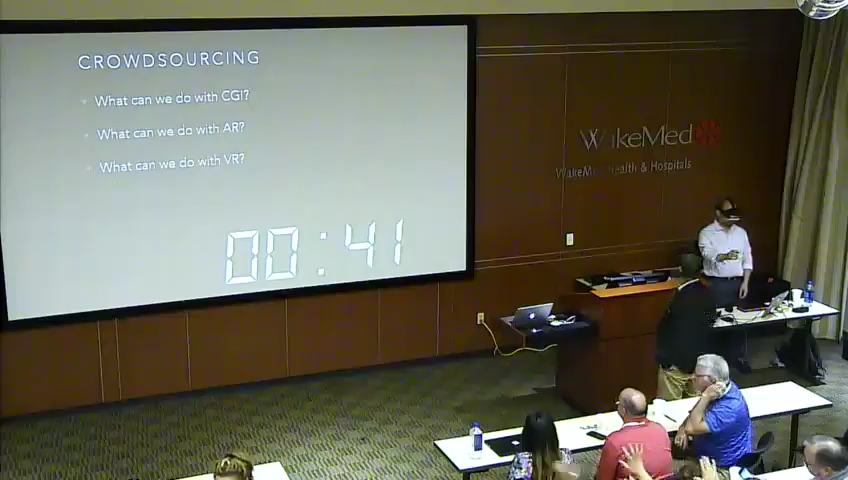 CROWDSOURCING
What can we do with CGI?
What can we do with AR?
What can we do with VR?
00:41
WakeMed
WakeMed Health & Hospitals